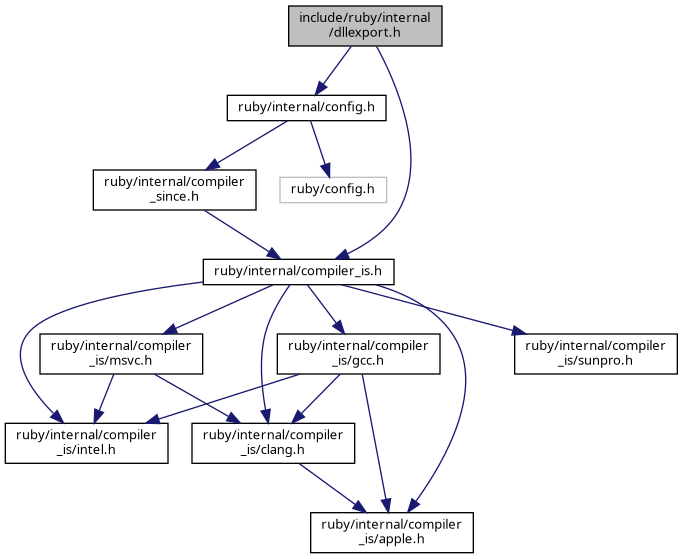 include/ruby/internal
/dllexport.h
ruby/internal/config.h
ruby/internal/compiler
_since.h
ruby/config.h
ruby/internal/compiler_is.h
ruby/internal/compiler
_is/msvc.h
ruby/internal/compiler
_is/gcc.h
ruby/internal/compiler
_is/sunpro.h
ruby/internal/compiler
_is/intel.h
ruby/internal/compiler
_is/clang.h
ruby/internal/compiler
_is/apple.h